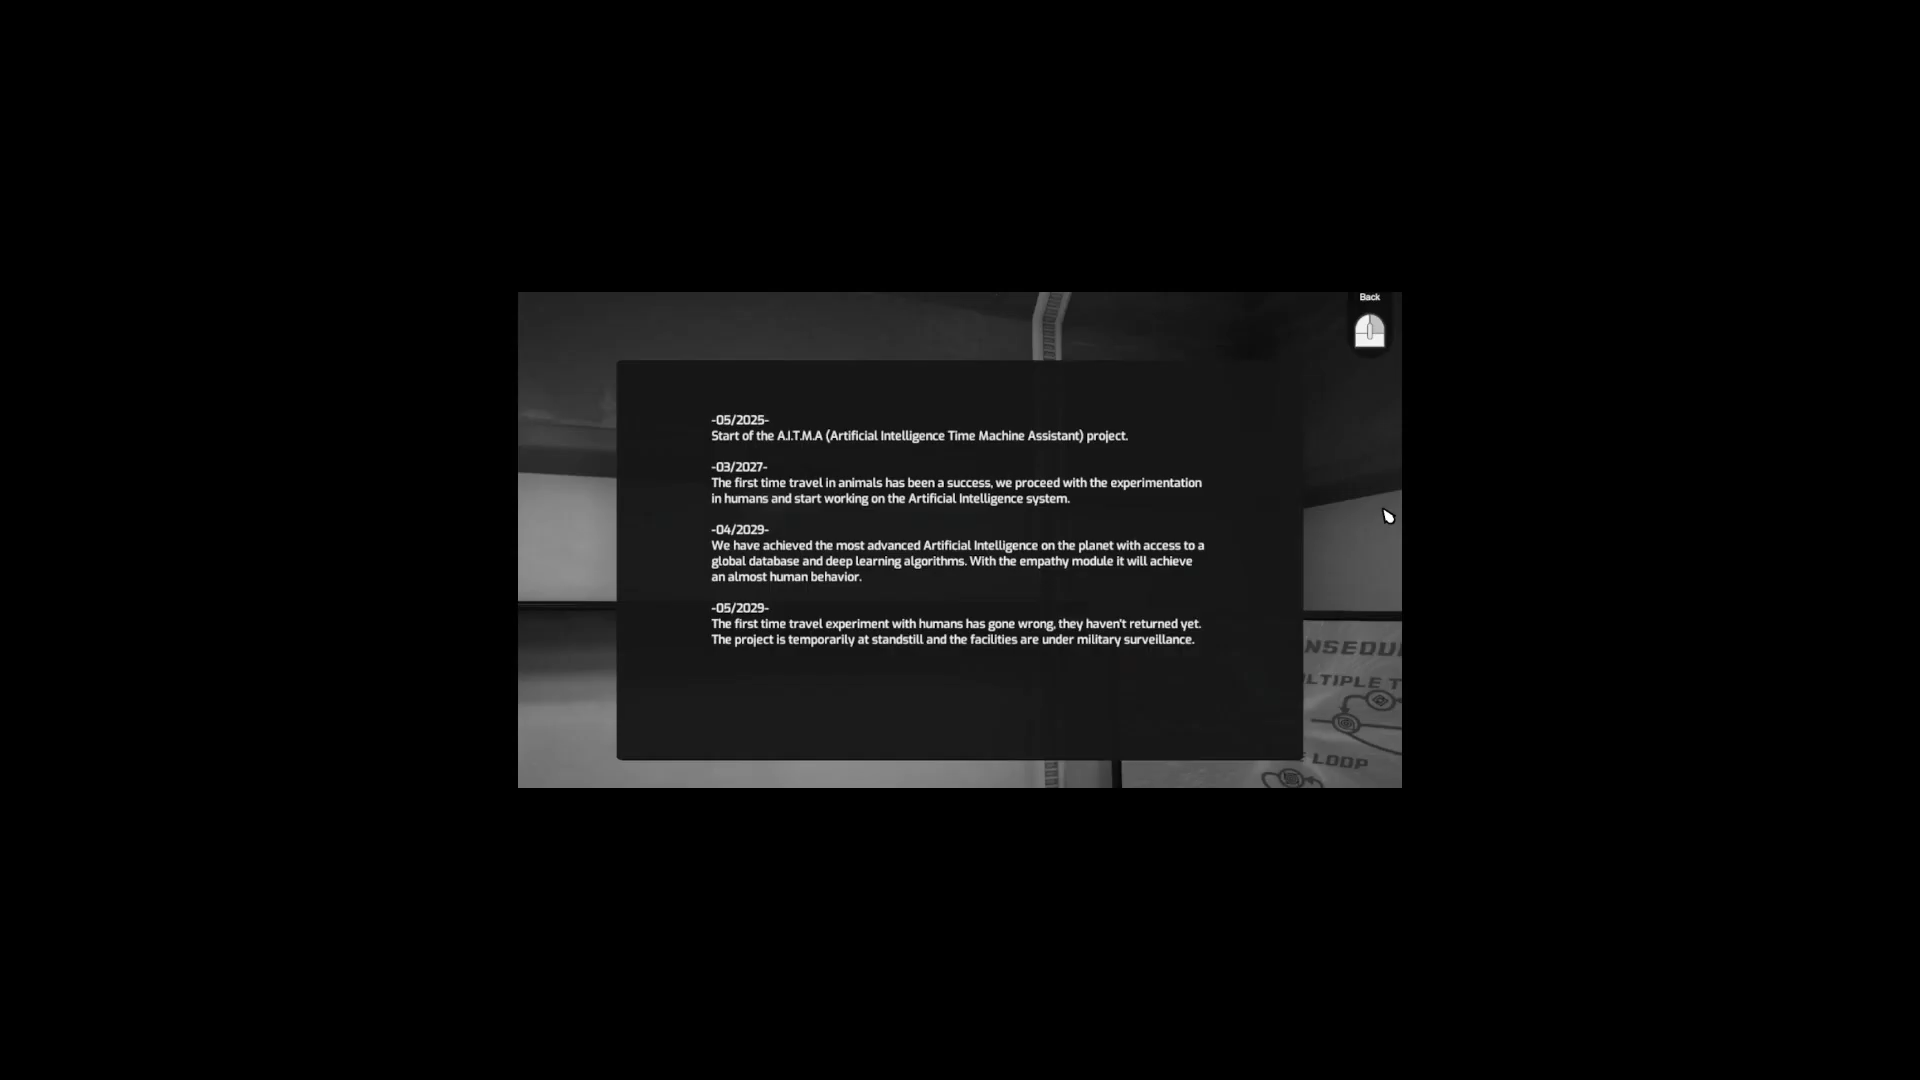 Back
-05/2025-
Start of the A.I.T.M.A (Artificial Intelligence Time Machine Assistant) project.
-03/2027-
The first time travel in animals has been a success, we proceed with the experimentation
in humans and start working on the Artificial Intelligence system.
-04/2029-
We have achieved the most advanced Artificial Intelligence on the planet with access to a
global database and deep learning algorithms. With the empathy module it will achieve
an almost human behavior.
-05/2029-
The first time travel experiment with humans has gone wrong, they haven't returned yet.
The project is temporarily at standstill and the facilities are under military surveillance.
NSEQU
LTIPLE T
E LOOP